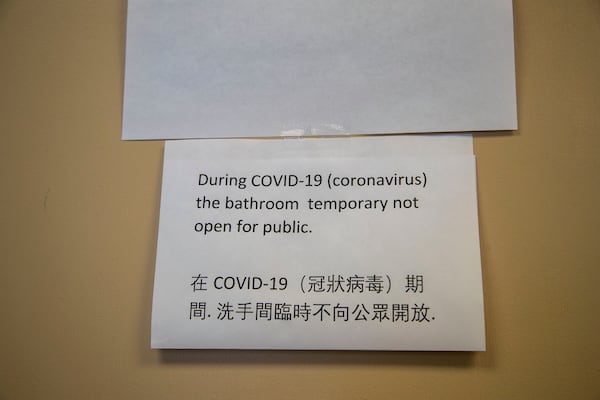 During COVID-19 (coronavirus)
the bathroom  temporary not
open for public.
在 COVID-19（冠狀病毒）期
間. 洗手間臨時不向公眾開放.